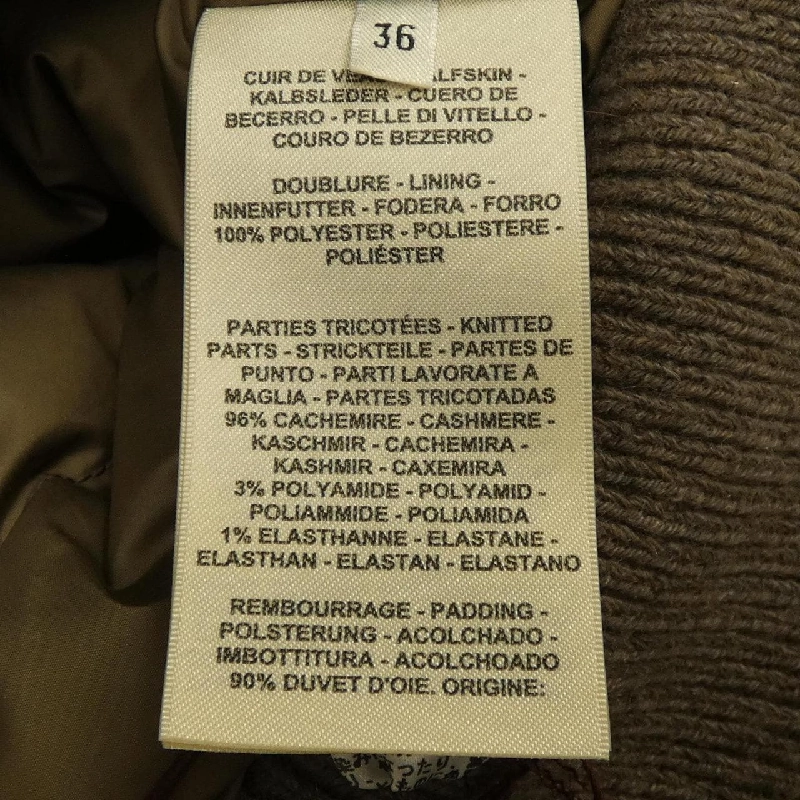 36
CUIR DE
KALBSLEDER - CUERO DE
BECERRO - PELLE DI VITELLO -
COURO DE BEZERRO
DOUBLURE - LINING -
INNENFUTTER - FODERA - FORRO
100% POLYESTER - POLIESTERE -
POLIÉSTER
PARTIES TRICOTÉES - KNITTED
PARTS - STRICKTEILE - PARTES DE
PUNTO - PARTI LAVORATE A
MAGLIA - PARTES TRICOTADAS
96% CACHEMIRE - CASHMERE -
KASCHMIR - CACHEMIRA -
KASHMIR - CAXEMIRA
3% POLYAMIDE - POLYAMID -
POLIAMMIDE - POLIAMIDA
1% ELASTHANNE - ELASTANE -
ELASTHAN - ELASTAN - ELASTANO
REMBOURRAGE - PADDING -
POLSTERUNG - ACOLCHADO -
IMBOTTITURA - ACOLCHOADO
90% DUVET D'OIE. ORIGINE: